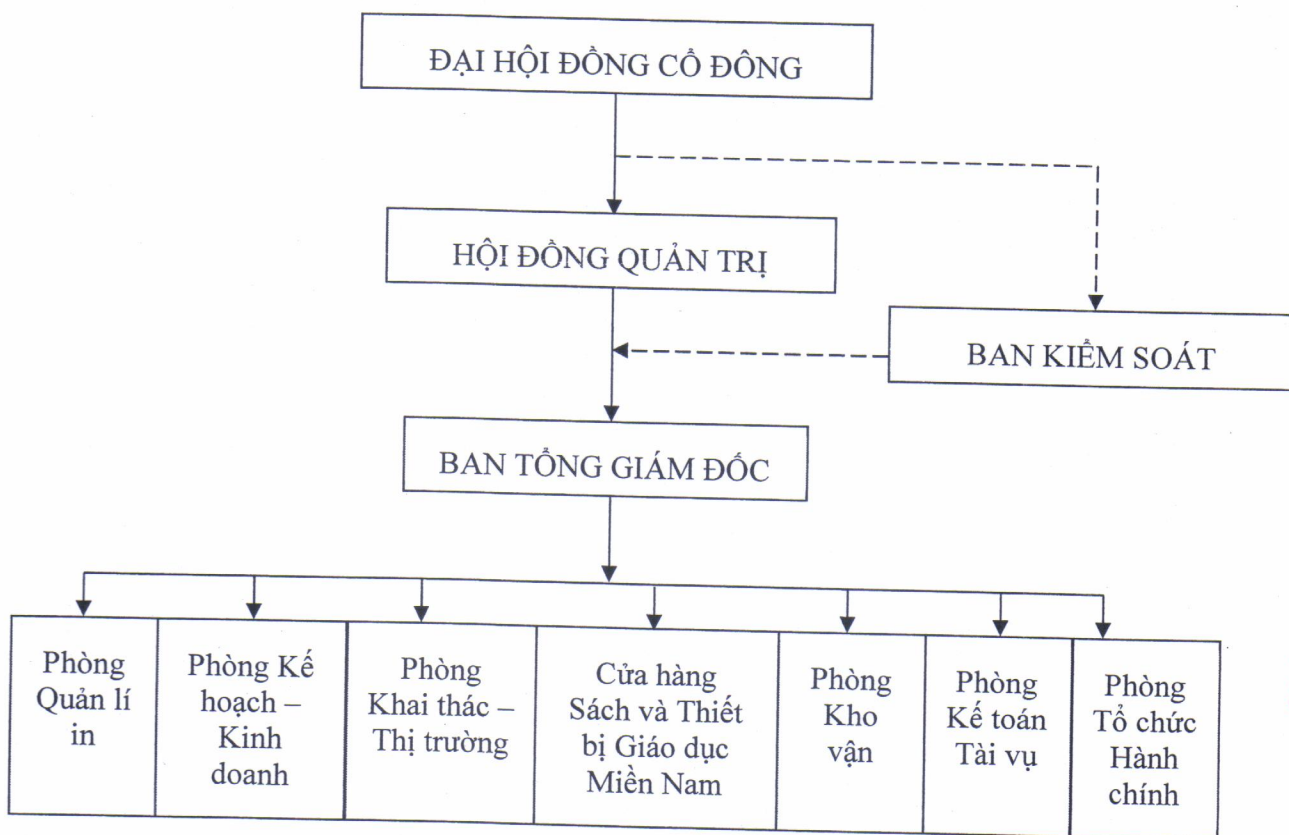 ĐẠI HỘI ĐỒNG CỔ ĐÔNG
HỘI ĐỒNG QUẢN TRỊ
BAN KIỂM SOÁT
BAN TỔNG GIÁM ĐỐC
Phòng
Quản lí
in
Phòng Kế
hoạch –
Kinh
doanh
Phòng
Khai thác –
Thị trường
Cửa hàng
Sách và Thiết
bị Giáo dục
Miền Nam
Phòng
Kho
vận
Phòng
Kế toán
Tài vụ
Phòng
Tổ chức
Hành
chính